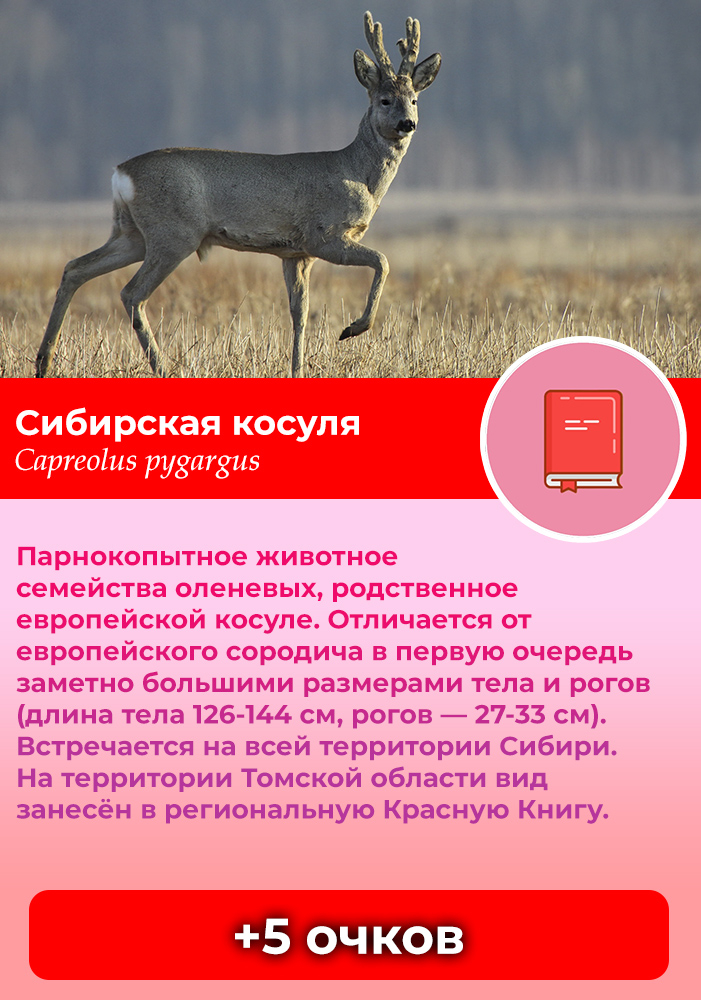 Сибирская косуля
Capreolus pygargus
Парнокопытное животное
семейства оленевых, родственное
европейской косуле. Отличается от
европейского сородича в первую очередь
заметно большими размерами тела и рогов
(длина тела 126-144 см, рогов — 27-33 см).
Встречается на всей территории Сибири.
На территории Томской области вид
занесён в региональную Красную Книгу.
+5 очков